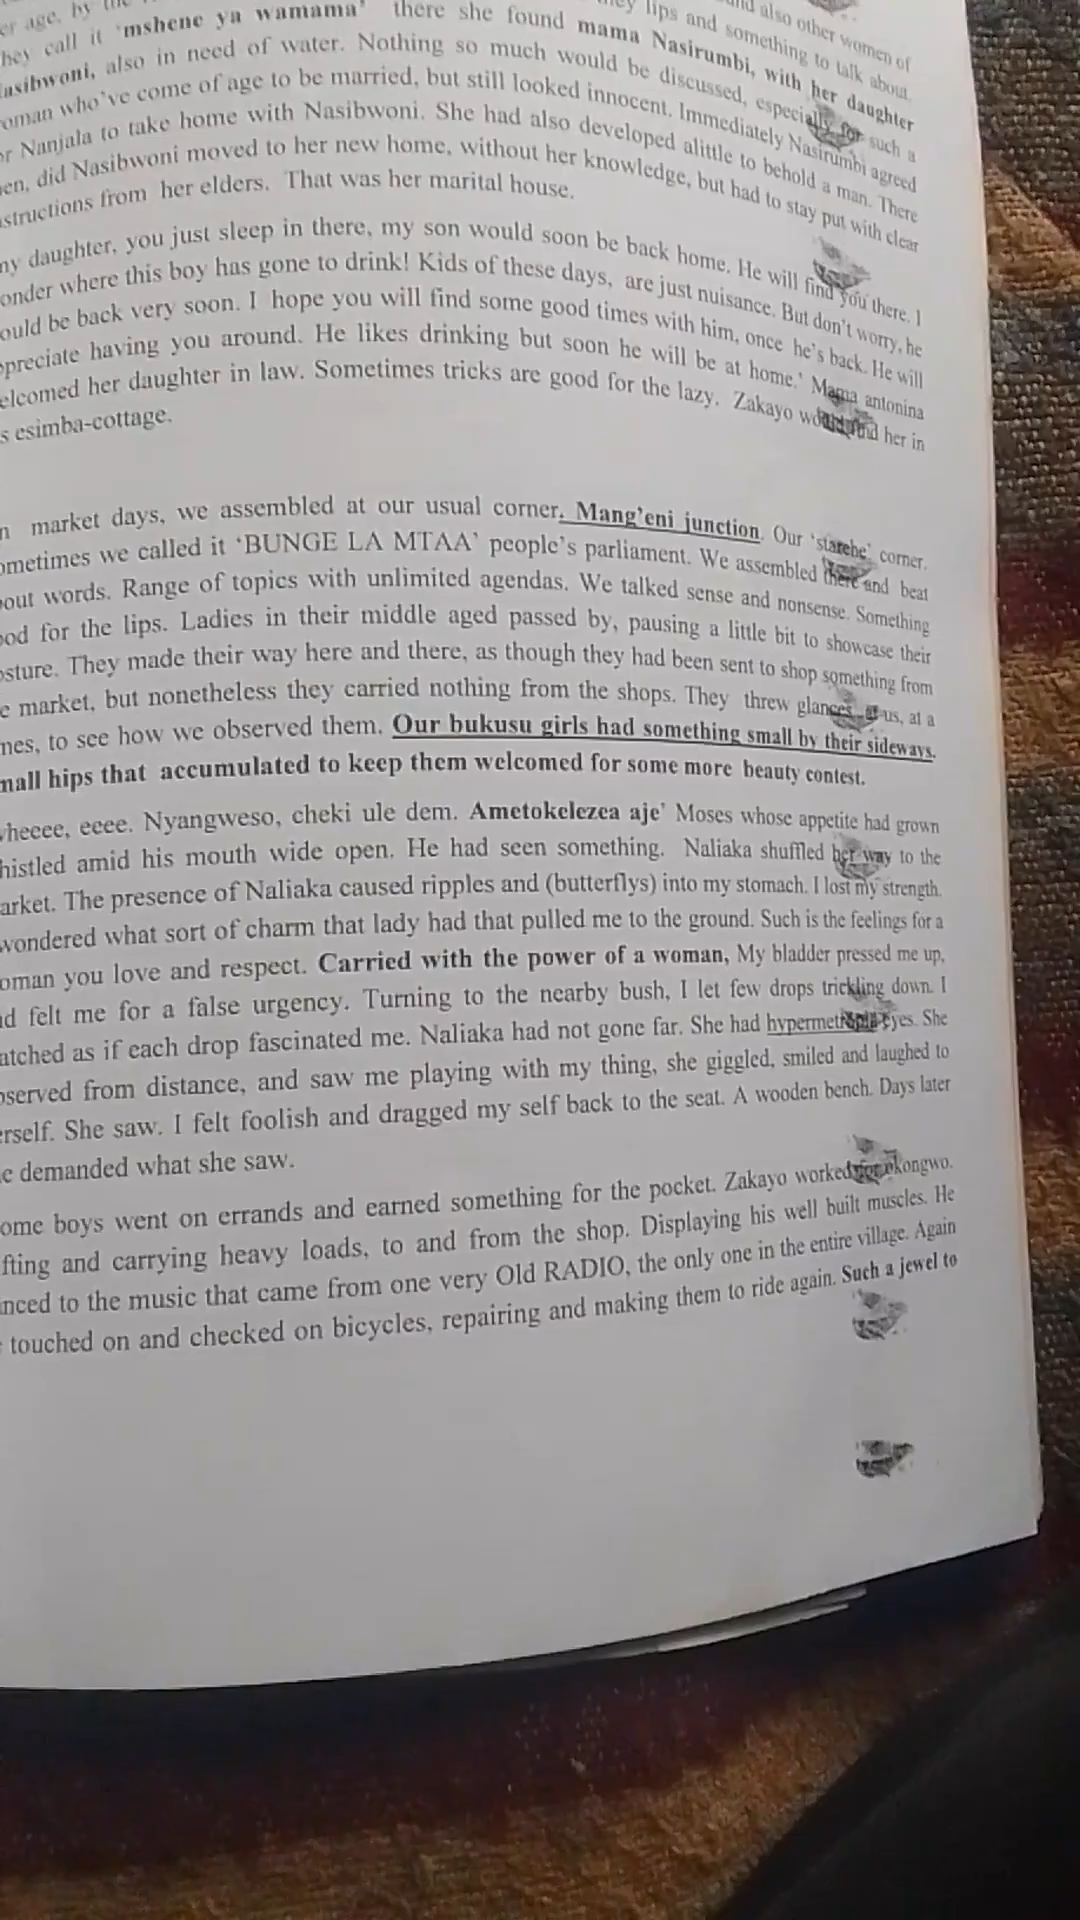 er age, by the
lips and something to talk about.
and also other women of
hey call it 'mshene ya wamama' there she found mama Nasirumbi, with her daughter
asibwoni, also in need of water. Nothing so much would be discussed, especially for such a
oman who've come of age to be married, but still looked innocent. Immediately Nasirumbi agreed
or Nanjala to take home with Nasibwoni. She had also developed alittle to behold a man. There
en, did Nasibwoni moved to her new home, without her knowledge, but had to stay put with clear
structions from her elders. That was her marital house.
ny daughter, you just sleep in there, my son would soon be back home. He will find you there. I
onder where this boy has gone to drink! Kids of these days, are just nuisance. But don't worry, he
ould be back very soon. I hope you will find some good times with him, once he's back. He will
preciate having you around. He likes drinking but soon he will be at home.' Mama antonina
elcomed her daughter in law. Sometimes tricks are good for the lazy. Zakayo would find her in
s esimba-cottage.
n market days, we assembled at our usual corner. Mang'eni junction. Our 'starehe' corner.
ometimes we called it 'BUNGE LA MTAA' people's parliament. We assembled there and beat
bout words. Range of topics with unlimited agendas. We talked sense and nonsense. Something
ood for the lips. Ladies in their middle aged passed by, pausing a little bit to showcase their
osture. They made their way here and there, as though they had been sent to shop something from
e market, but nonetheless they carried nothing from the shops. They threw glances at us, at a
mes, to see how we observed them. Our bukusu girls had something small by their sideways.
mall hips that accumulated to keep them welcomed for some more beauty contest.
wheeee, eeee. Nyangweso, cheki ule dem. Ametokelezea aje' Moses whose appetite had grown
histled amid his mouth wide open. He had seen something. Naliaka shuffled her way to the
arket. The presence of Naliaka caused ripples and (butterflys) into my stomach. I lost my strength.
wondered what sort of charm that lady had that pulled me to the ground. Such is the feelings for a
oman you love and respect. Carried with the power of a woman, My bladder pressed me up,
nd felt me for a false urgency. Turning to the nearby bush, I let few drops trickling down. I
atched as if each drop fascinated me. Naliaka had not gone far. She had hypermetropia eyes. She
bserved from distance, and saw me playing with my thing, she giggled, smiled and laughed to
erself. She saw. I felt foolish and dragged my self back to the seat. A wooden bench. Days later
e demanded what she saw.
ome boys went on errands and earned something for the pocket. Zakayo worked for okongwo.
fting and carrying heavy loads, to and from the shop. Displaying his well built muscles. He
nced to the music that came from one very Old RADIO, the only one in the entire village. Again
touched on and checked on bicycles, repairing and making them to ride again. Such a jewel to